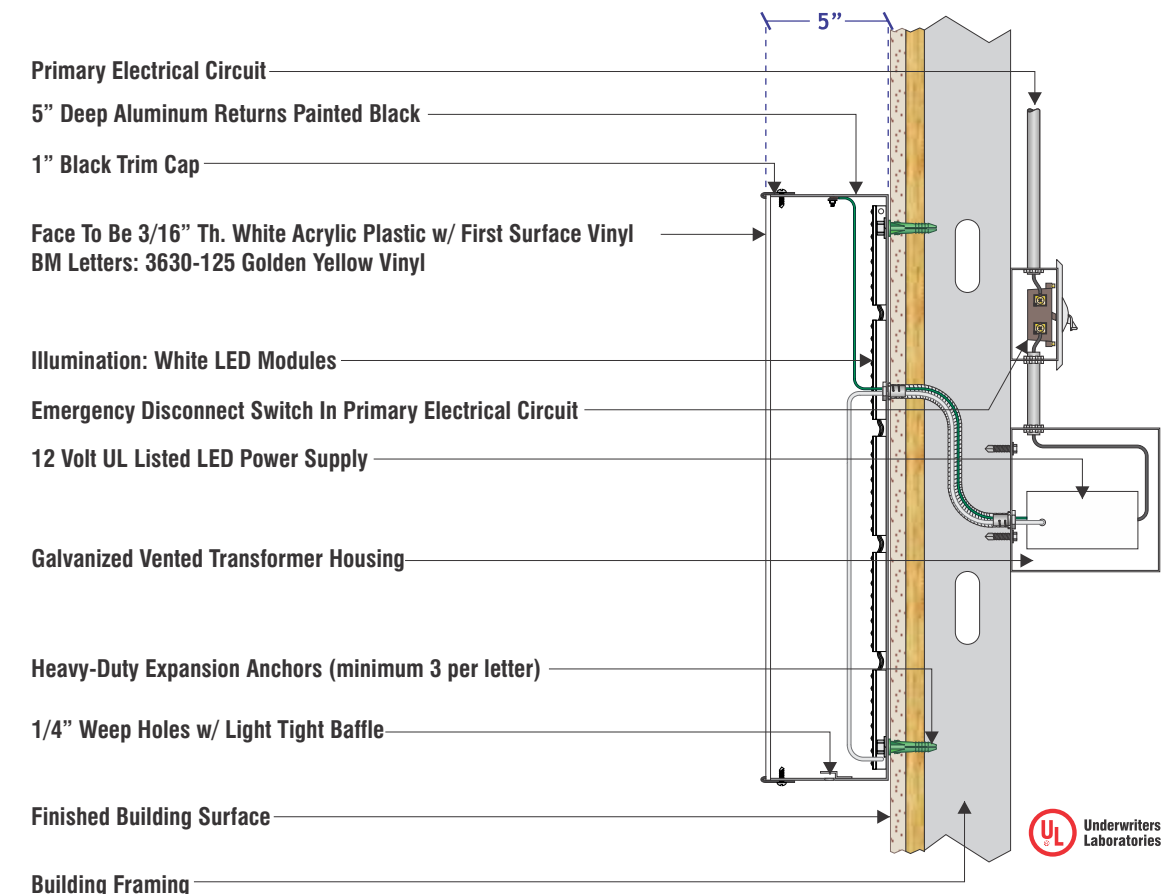 5”
Primary Electrical Circuit
5” Deep Aluminum Returns Painted Black
1” Black Trim Cap
Face To Be 3/16” Th. White Acrylic Plastic w/ First Surface Vinyl
BM Letters: 3630-125 Golden Yellow Vinyl
Illumination: White LED Modules
Emergency Disconnect Switch In Primary Electrical Circuit
12 Volt UL Listed LED Power Supply
Galvanized Vented Transformer Housing
Heavy-Duty Expansion Anchors (minimum 3 per letter)
1/4” Weep Holes w/ Light Tight Baffle
Finished Building Surface
UL
®
Underwriters
Laboratories
Building Framing